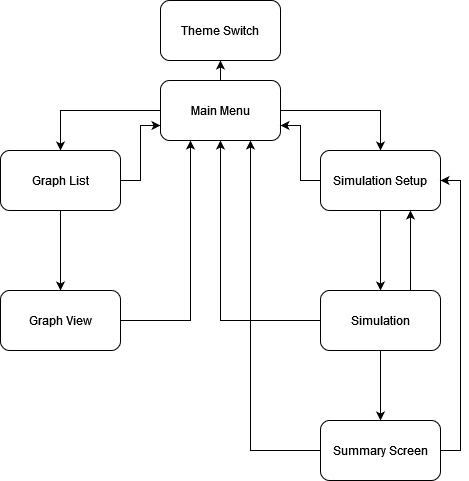 Theme Switch
Main Menu
Graph List
Simulation Setup
Graph View
Simulation
Summary Screen